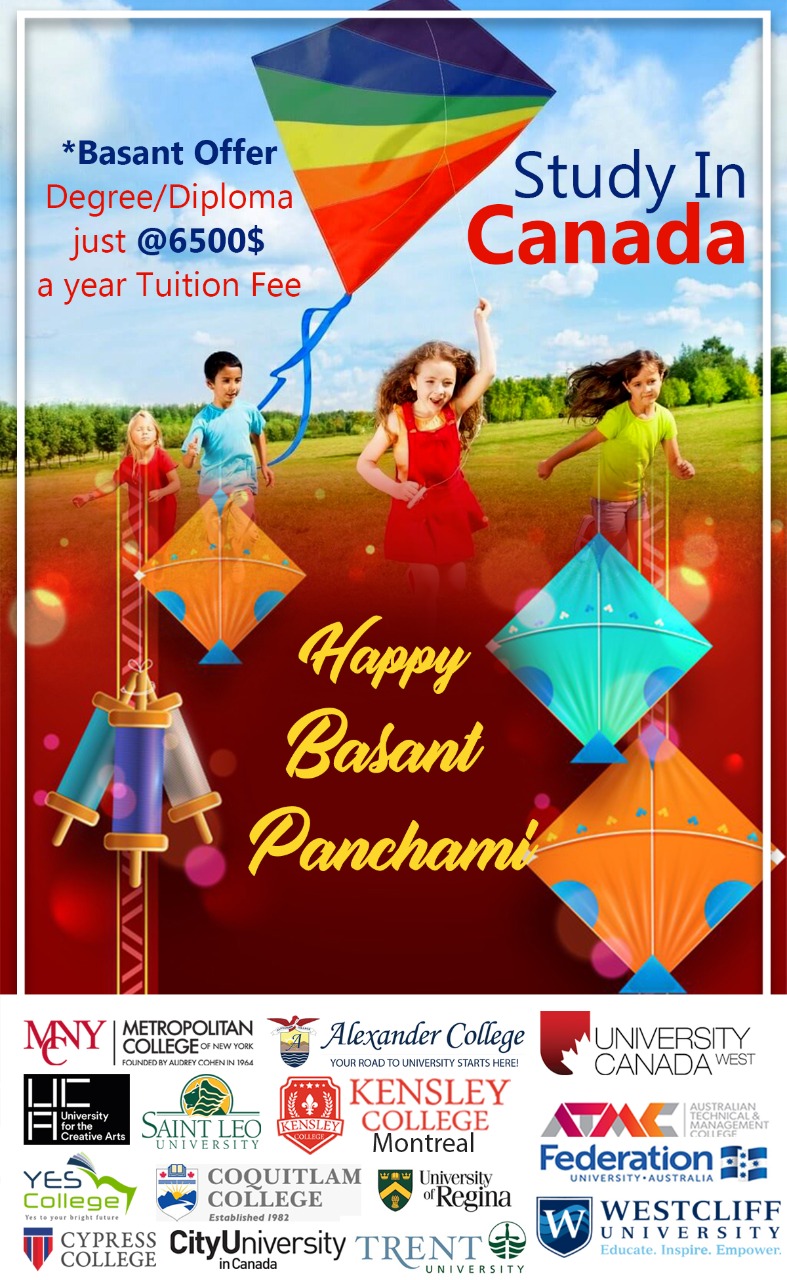 *Basant Offer
Degree/Diploma
just @6500$
a year Tuition Fee
Study In
Canada
Happy
Basant
Panchami
MCNY
METROPOLITAN
COLLEGE OF NEW YORK
FOUNDED BY AUDREY COHEN IN 1964
A
Alexander College
YOUR ROAD TO UNIVERSITY STARTS HERE!
UNIVERSITY
CANADA WEST
UCA
University
for the
Creative Arts
SAINT LEO
UNIVERSITY
KENSLEY
COLLEGE
KENSLEY
COLLEGE
Montreal
ATMC
AUSTRALIAN
TECHNICAL &
MANAGEMENT
COLLEGE
Federation
UNIVERSITY•AUSTRALIA
YES
College
Yes to your bright future
COQUITLAM
COLLEGE
Established 1982
University
of Regina
W
WESTCLIFF
UNIVERSITY
Educate. Inspire. Empower.
CYPRESS
COLLEGE
CityUniversity
in Canada
TRENT
UNIVERSITY